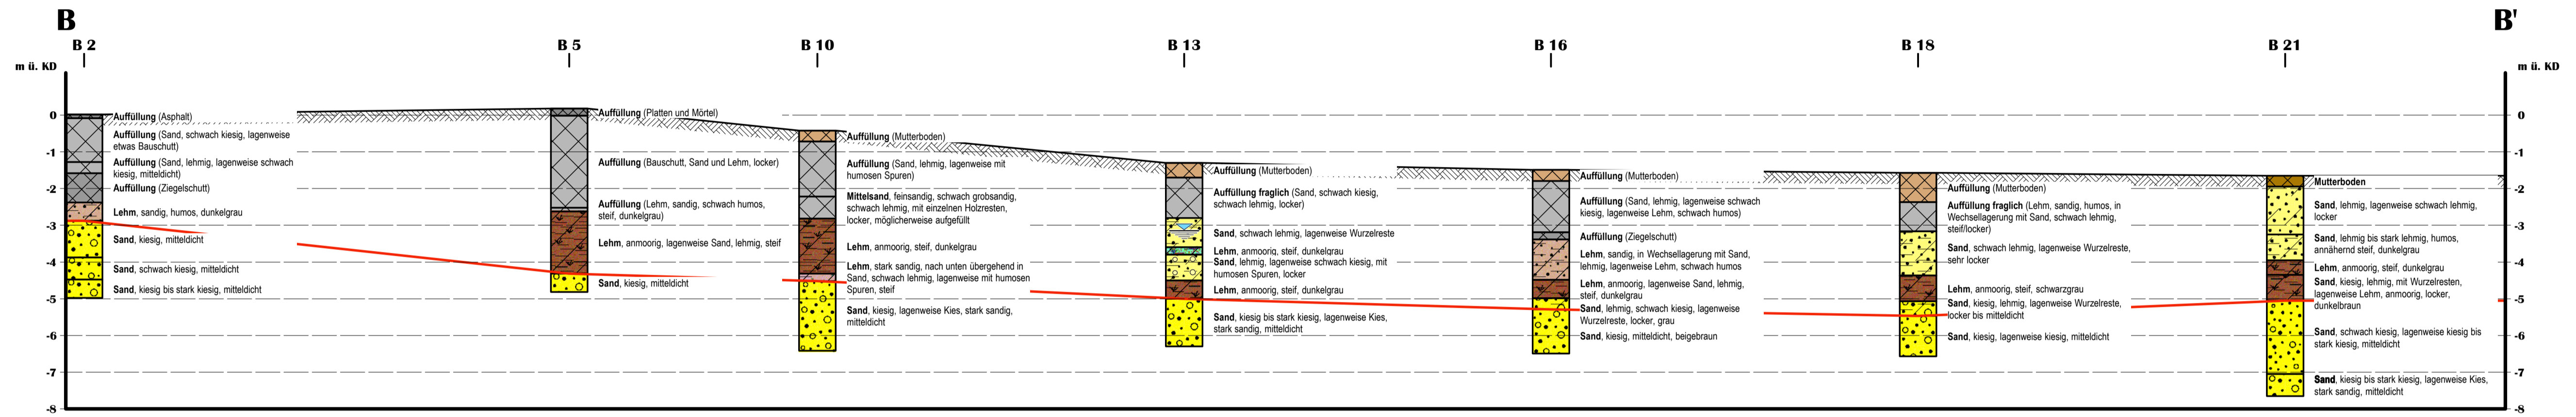 B
B'
B 2
B 5
B 10
B 13
B 16
B 18
B 21
m ü. KD
m ü. KD
0
-1
-2
-3
-4
-5
-6
-7
-8
Auffüllung (Asphalt)
Auffüllung (Sand, schwach kiesig, lagenweise
etwas Bauschutt)
Auffüllung (Sand, lehmig, lagenweise schwach
kiesig, mitteldicht)
Auffüllung (Ziegelschutt)
Lehm, sandig, humos, dunkelgrau
Sand, kiesig, mitteldicht
Sand, schwach kiesig, mitteldicht
Sand, kiesig bis stark kiesig, mitteldicht
Auffüllung (Platten und Mörtel)
Auffüllung (Bauschutt, Sand und Lehm, locker)
Auffüllung (Lehm, sandig, schwach humos,
steif, dunkelgrau)
Lehm, anmoorig, lagenweise Sand, lehmig, steif
Sand, kiesig, mitteldicht
Auffüllung (Mutterboden)
Auffüllung (Sand, lehmig, lagenweise mit
humosen Spuren)
Mittelsand, feinsandig, schwach grobsandig,
schwach lehmig, mit einzelnen Holzresten,
locker, möglicherweise aufgefüllt
Lehm, anmoorig, steif, dunkelgrau
Lehm, stark sandig, nach unten übergehend in
Sand, schwach lehmig, lagenweise mit humosen
Spuren, steif
Sand, kiesig, lagenweise Kies, stark sandig,
mitteldicht
Auffüllung (Mutterboden)
Auffüllung fraglich (Sand, schwach kiesig,
schwach lehmig, locker)
Sand, schwach lehmig, lagenweise Wurzelreste
Lehm, anmoorig, steif, dunkelgrau
Sand, lehmig, lagenweise schwach kiesig, mit
humosen Spuren, locker
Lehm, anmoorig, steif, dunkelgrau
Sand, kiesig bis stark kiesig, lagenweise Kies,
stark sandig, mitteldicht
Auffüllung (Mutterboden)
Auffüllung (Sand, lehmig, lagenweise schwach
kiesig, lagenweise Lehm, schwach humos)
Auffüllung (Ziegelschutt)
Lehm, sandig, in Wechsellagerung mit Sand,
lehmig, lagenweise Lehm, schwach humos
Lehm, anmoorig, lagenweise Sand, lehmig,
steif, dunkelgrau
Sand, lehmig, schwach kiesig, lagenweise
Wurzelreste, locker, grau
Sand, kiesig, mitteldicht, beigebraun
Auffüllung (Mutterboden)
Auffüllung fraglich (Lehm, sandig, humos, in
Wechsellagerung mit Sand, schwach lehmig,
steif/locker)
Sand, schwach lehmig, lagenweise Wurzelreste,
sehr locker
Lehm, anmoorig, steif, schwarzgrau
Sand, kiesig, lehmig, lagenweise Wurzelreste,
locker bis mitteldicht
Sand, kiesig, lagenweise kiesig, mitteldicht
Mutterboden
Sand, lehmig, lagenweise schwach lehmig,
locker
Sand, lehmig bis stark lehmig, humos,
annähernd steif, dunkelgrau
Lehm, anmoorig, steif, dunkelgrau
Sand, kiesig, lehmig, mit Wurzelresten,
lagenweise Lehm, anmoorig, locker,
dunkelbraun
Sand, schwach kiesig, lagenweise kiesig bis
stark kiesig, mitteldicht
Sand, kiesig bis stark kiesig, lagenweise Kies,
stark sandig, mitteldicht
0
-1
-2
-3
-4
-5
-6
-7
-8